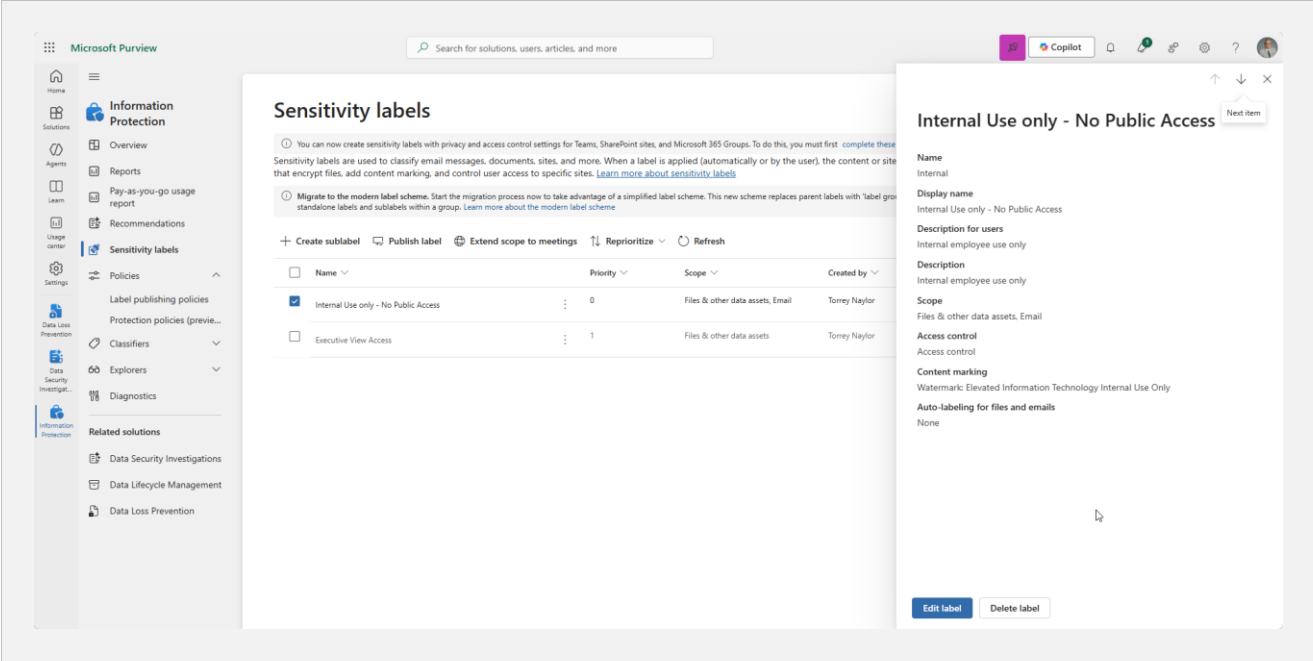 Microsoft Purview
Search for solutions, users, articles, and more
Copilot
1
?
Home
Solutions
Agents
Learn
Usage center
Settings
Data Loss Prevention
Data Security Investigat...
Information Protection
Information Protection
Overview
Reports
Pay-as-you-go usage report
Recommendations
Sensitivity labels
Policies
Label publishing policies
Protection policies (previe...
Classifiers
Explorers
Diagnostics
Related solutions
Data Security Investigations
Data Lifecycle Management
Data Loss Prevention
Sensitivity labels
You can now create sensitivity labels with privacy and access control settings for Teams, SharePoint sites, and Microsoft 365 Groups. To do this, you must first complete these
Sensitivity labels are used to classify email messages, documents, sites, and more. When a label is applied (automatically or by the user), the content or site
that encrypt files, add content marking, and control user access to specific sites. Learn more about sensitivity labels
Migrate to the modern label scheme. Start the migration process now to take advantage of a simplified label scheme. This new scheme replaces parent labels with 'label grou
standalone labels and sublabels within a group. Learn more about the modern label scheme
Create sublabel Publish label Extend scope to meetings Reprioritize Refresh
Name Priority Scope Created by
Internal Use only - No Public Access 0 Files & other data assets, Email Torrey Naylor
Executive View Access 1 Files & other data assets Torrey Naylor
Next item
Internal Use only - No Public Access
Name
Internal
Display name
Internal Use only - No Public Access
Description for users
Internal employee use only
Description
Internal employee use only
Scope
Files & other data assets, Email
Access control
Access control
Content marking
Watermark: Elevated Information Technology Internal Use Only
Auto-labeling for files and emails
None
Edit label Delete label